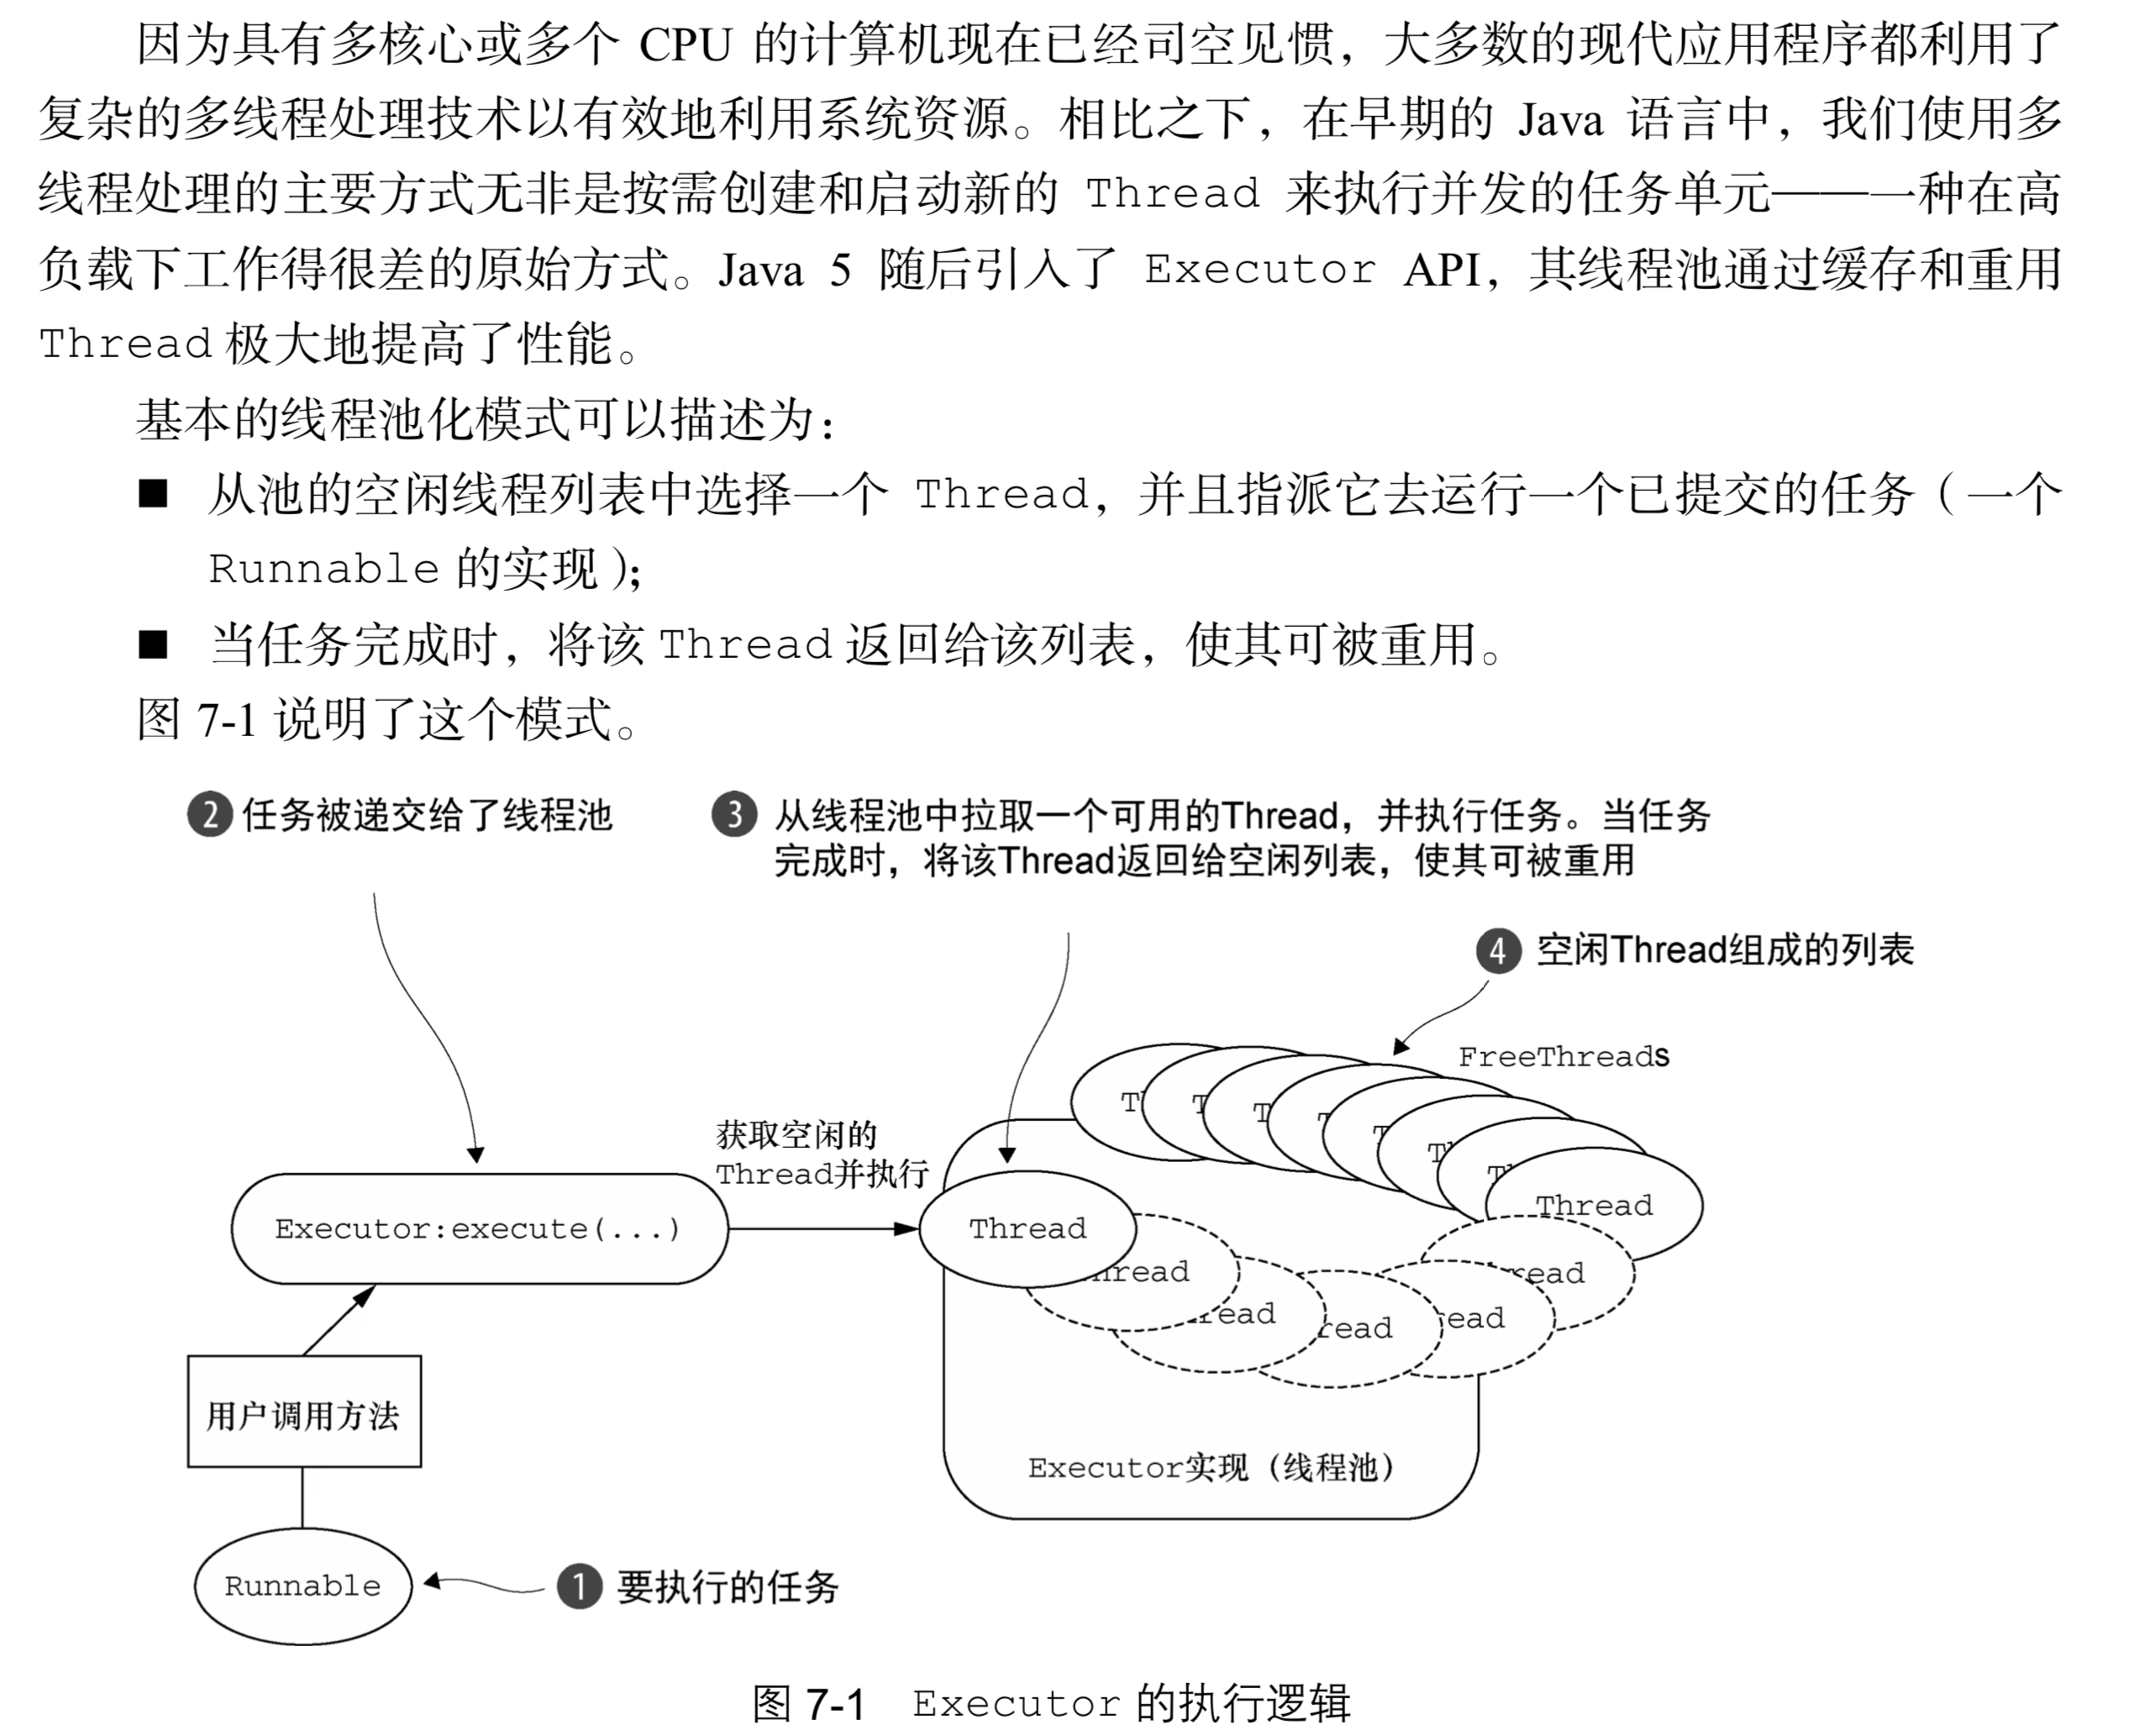 因为具有多核心或多个 CPU 的计算机现在已经司空见惯，大多数的现代应用程序都利用了
复杂的多线程处理技术以有效地利用系统资源。相比之下，在早期的 Java 语言中，我们使用多
线程处理的主要方式无非是按需创建和启动新的 Thread 来执行并发的任务单元——一种在高
负载下工作得很差的原始方式。Java 5 随后引入了 Executor API，其线程池通过缓存和重用
Thread 极大地提高了性能。
基本的线程池化模式可以描述为：
■ 从池的空闲线程列表中选择一个 Thread，并且指派它去运行一个已提交的任务（一个
Runnable 的实现）；
■ 当任务完成时，将该 Thread 返回给该列表，使其可被重用。
图 7-1 说明了这个模式。
2 任务被递交给了线程池
3 从线程池中拉取一个可用的Thread，并执行任务。当任务
完成时，将该Thread返回给空闲列表，使其可被重用
4 空闲Thread组成的列表
FreeThreads
T
T
T
T
T
Th
Th
Thread
获取空闲的
Thread并执行
Executor:execute(...)
Thread
hread
read
read
read
read
用户调用方法
Executor实现（线程池）
Runnable
1 要执行的任务
图 7-1 Executor 的执行逻辑